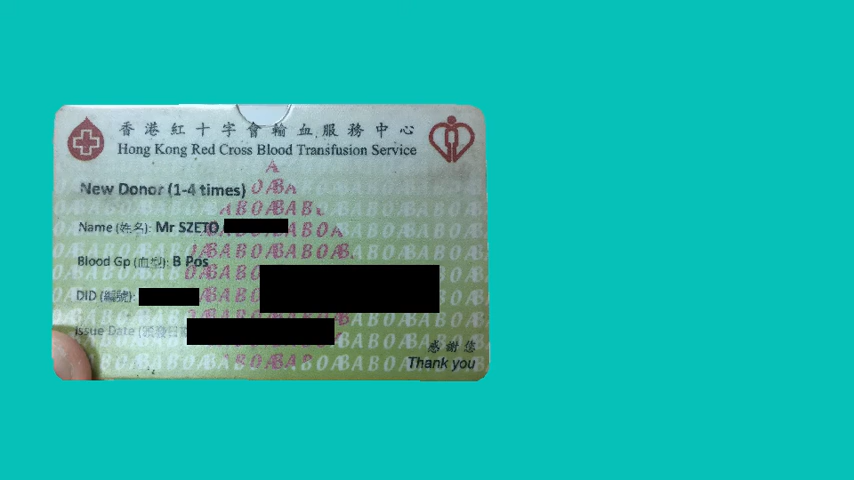 香港紅十字會輸血服務中心
Hong Kong Red Cross Blood Transfusion Service
New Donor (1-4 times)
Name (姓名): Mr SZETO
Blood Gp (血型): B Pos
DID (編號):
Issue Date
感謝您
Thank you